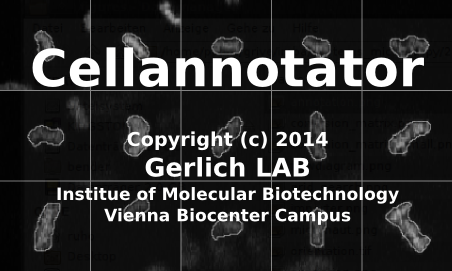 Cellannotator
Copyright (c) 2014
Gerlich LAB
Institue of Molecular Biotechnology
Vienna Biocenter Campus